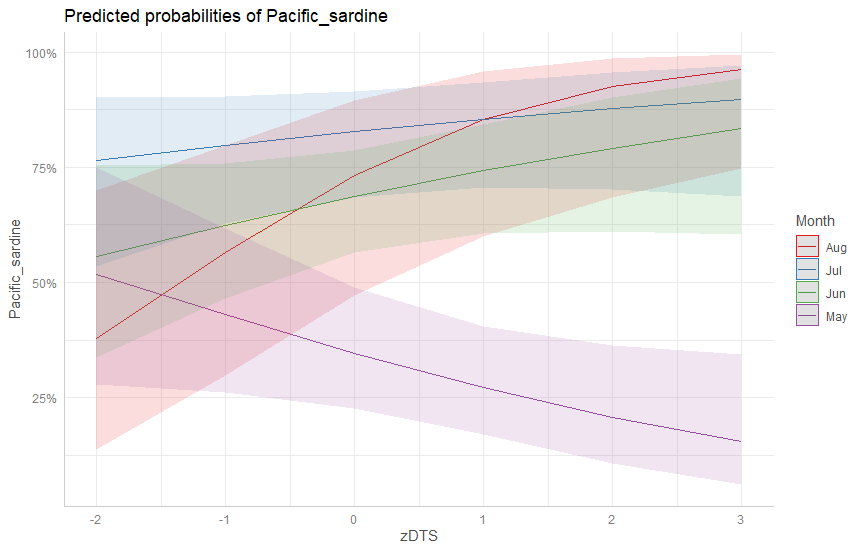 Predicted probabilities of Pacific_sardine
100%
75%
50%
25%
Pacific_sardine
-2 -1 0 1 2 3
zDTS
Month
Aug
Jul
Jun
May